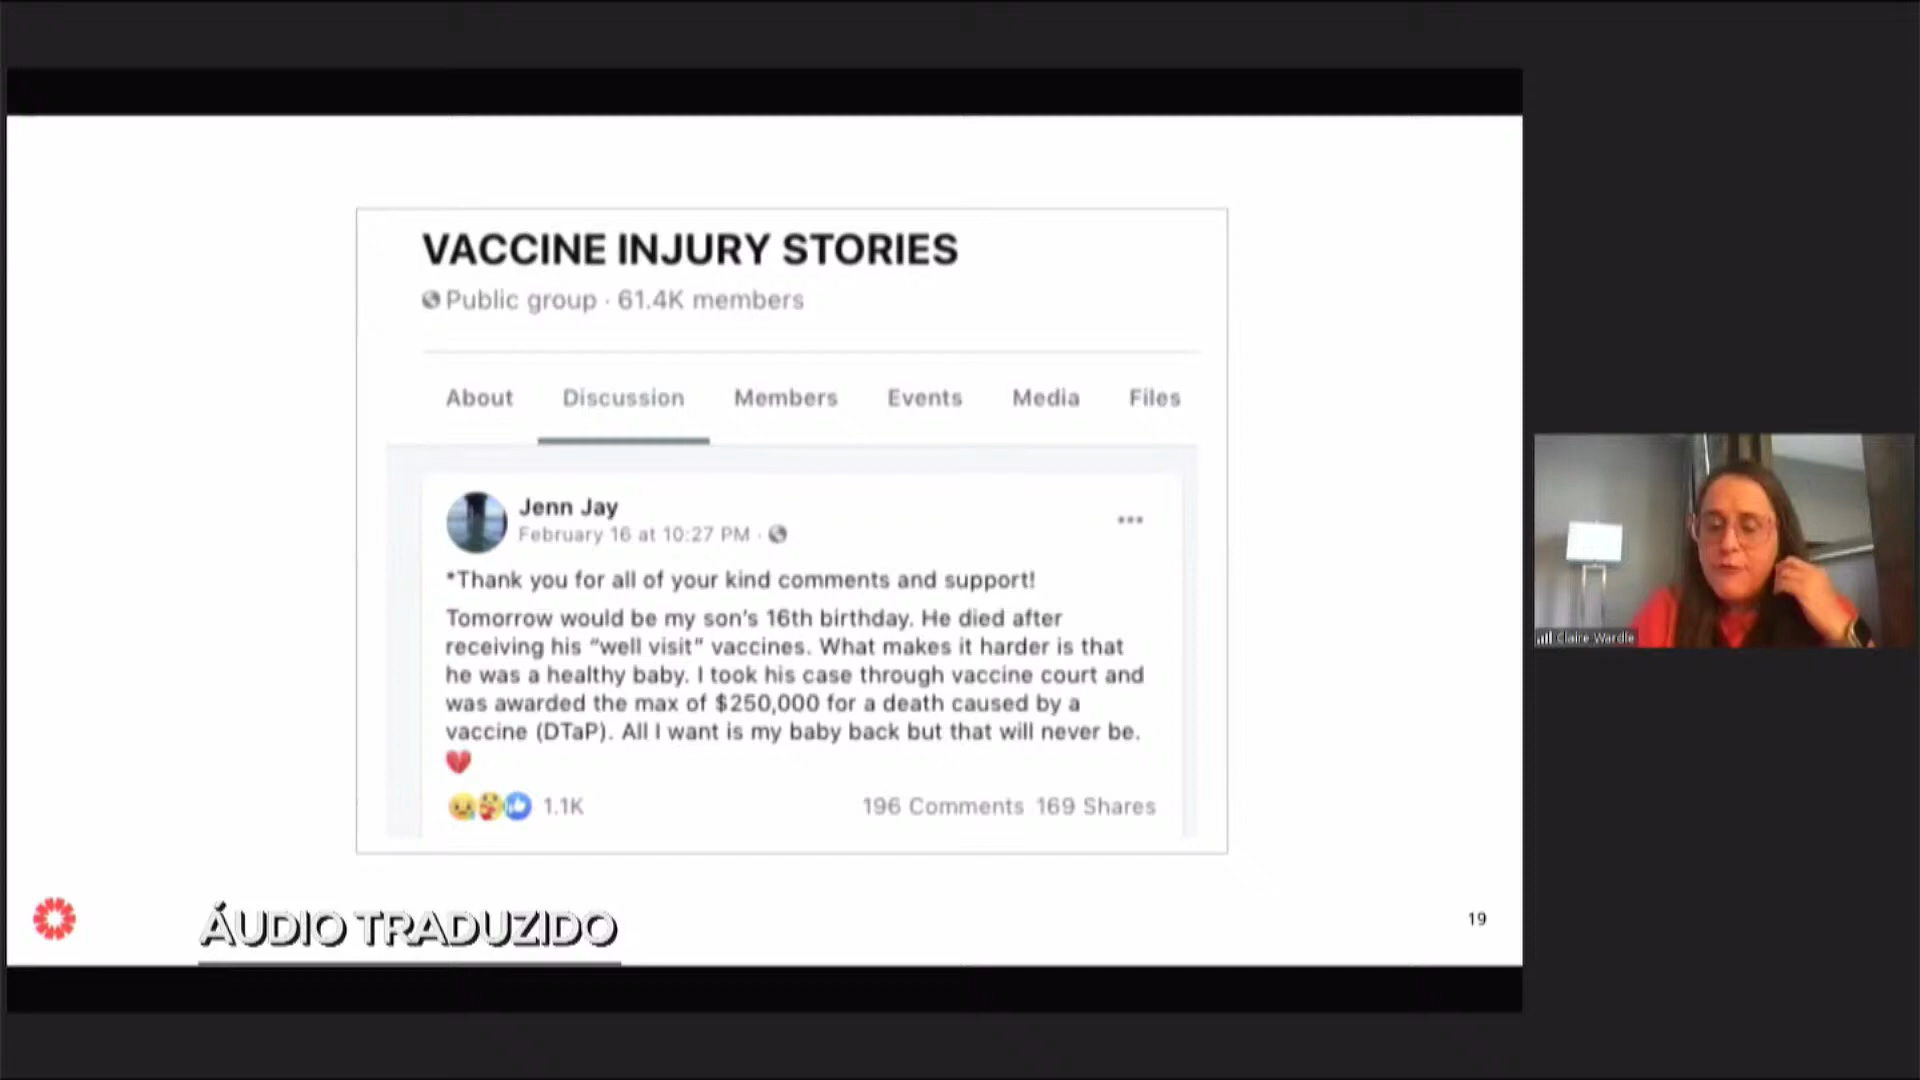 VACCINE INJURY STORIES
Public group · 61.4K members
About Discussion Members Events Media Files
Jenn Jay
February 16 at 10:27 PM ·
*Thank you for all of your kind comments and support!
Tomorrow would be my son's 16th birthday. He died after
receiving his "well visit" vaccines. What makes it harder is that
he was a healthy baby. I took his case through vaccine court and
was awarded the max of $250,000 for a death caused by a
vaccine (DTaP). All I want is my baby back but that will never be.
1.1K 196 Comments 169 Shares
Claire Wardle
ÁUDIO TRADUZIDO
19